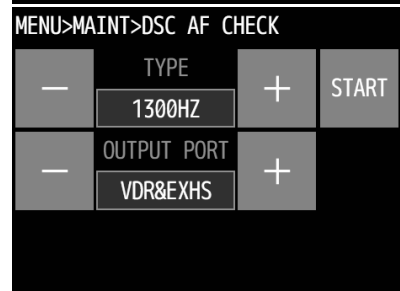 MENU>MAINT>DSC AF CHECK
TYPE
− 1300HZ + START
OUTPUT PORT
− VDR&EXHS +